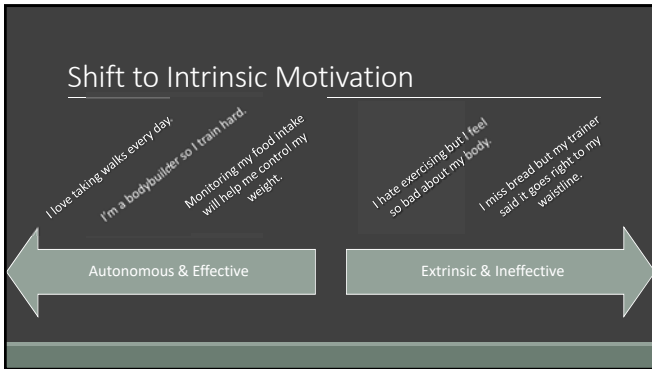 Shift to Intrinsic Motivation
I love taking walks every day.
I'm a bodybuilder so I train hard.
Monitoring my food intake
will help me control my
weight.
I hate exercising but I feel
so bad about my body.
I miss bread but my trainer
said it goes right to my
waistline.
Autonomous & Effective
Extrinsic & Ineffective